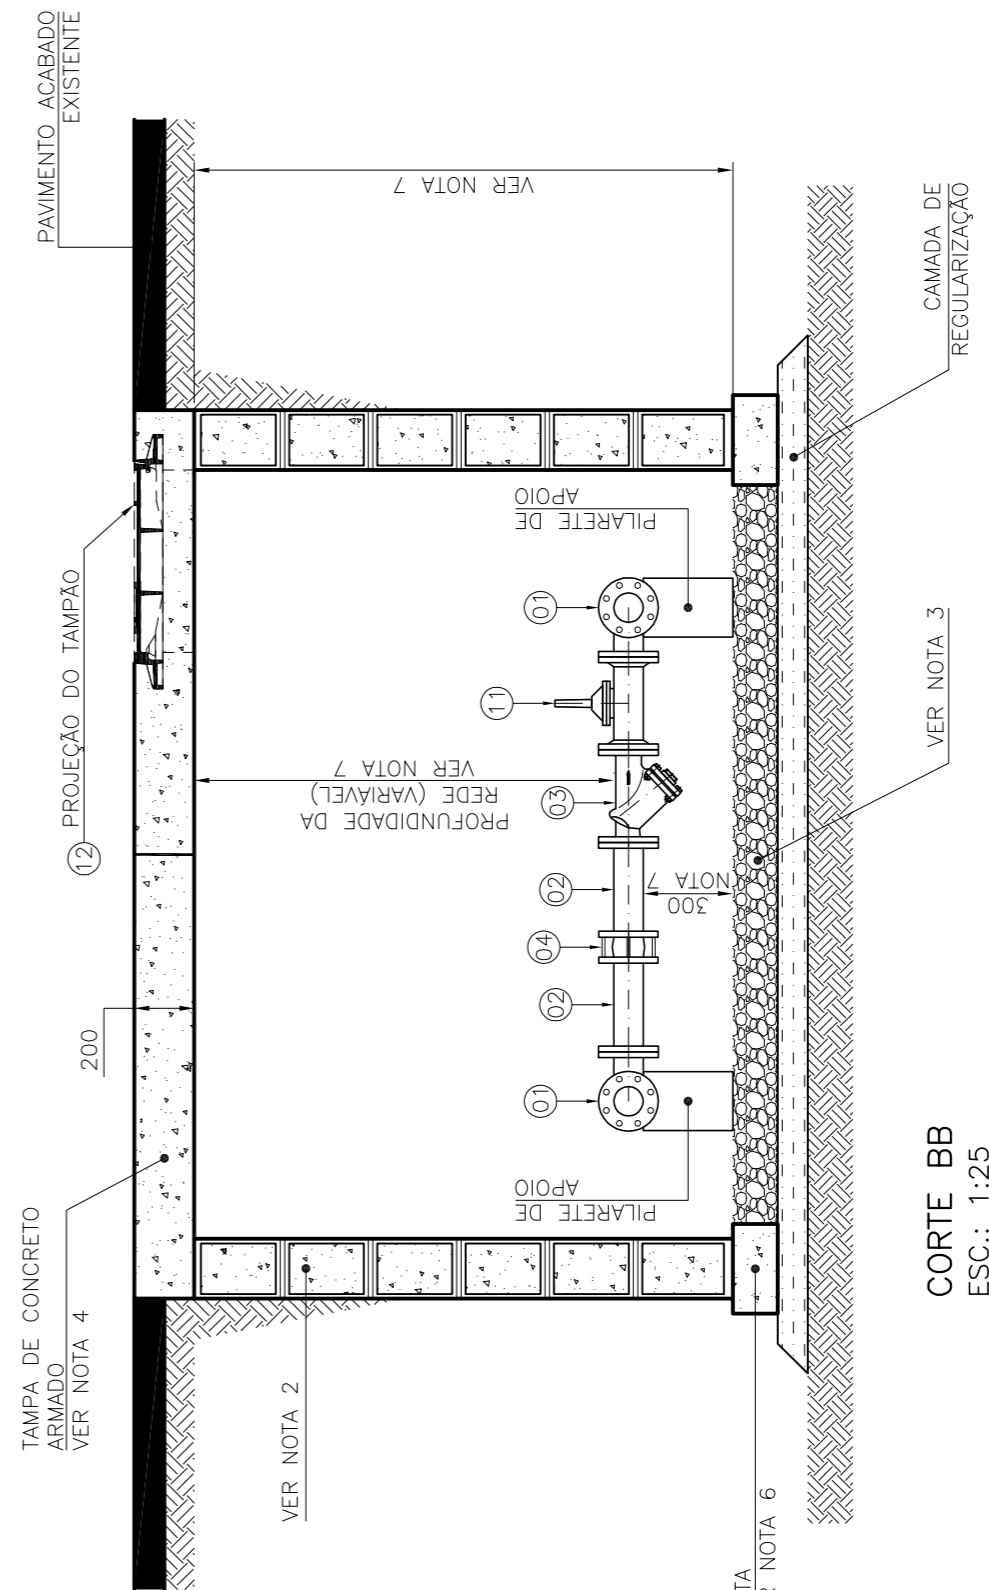 PAVIMENTO ACABADO
EXISTENTE
VER NOTA 7
CAMADA DE
REGULARIZAÇÃO
12
PROJEÇÃO DO TAMPÃO
PILARETE DE
APOIO
01
11
PROFUNDIDADE DA
REDE (VARIÁVEL)
VER NOTA 7
03
02
300
NOTA 7
04
02
01
VER NOTA 3
200
PILARETE DE
APOIO
TAMPA DE CONCRETO
ARMADO
VER NOTA 4
VER NOTA 2
TA
R NOTA 6
CORTE BB
ESC.: 1:25